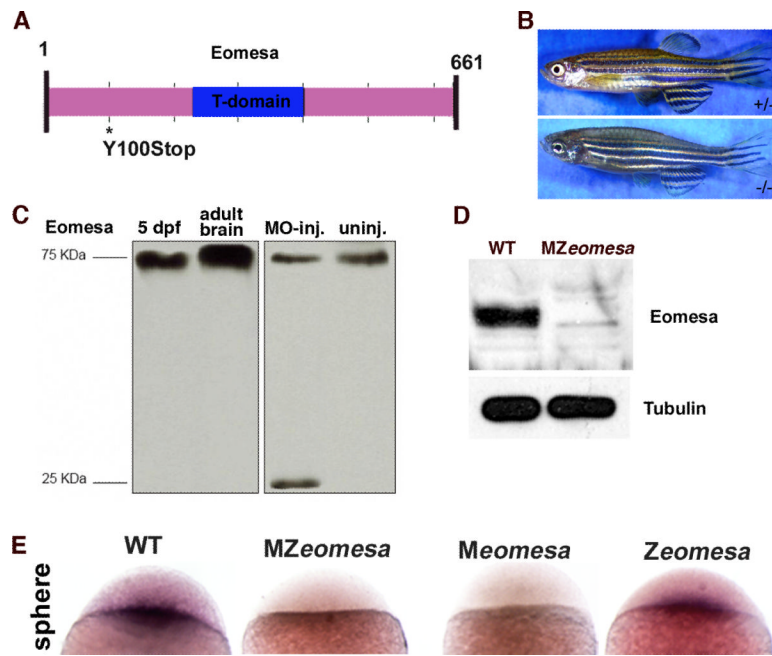 A
1
Eomesa
661
T-domain
*
Y100Stop
B
+/-
-/-
C
Eomesa
5 dpf
adult brain
MO-inj.
uninj.
75 KDa
25 KDa
D
WT
MZeomesa
Eomesa
Tubulin
E
WT
MZeomesa
Meomesa
Zeomesa
sphere